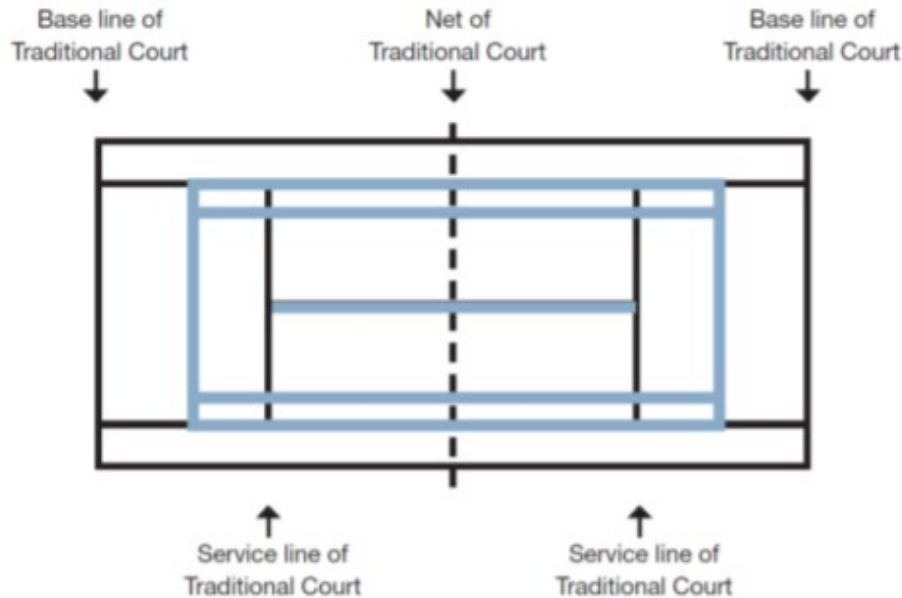 Base line of
Traditional Court
Net of
Traditional Court
Base line of
Traditional Court
Service line of
Traditional Court
Service line of
Traditional Court